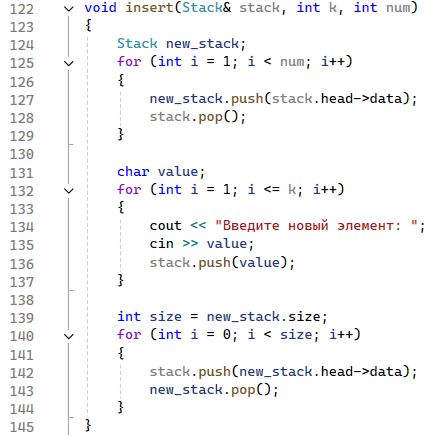 122 void insert(Stack& stack, int k, int num)
123 {
124     Stack new_stack;
125     for (int i = 1; i < num; i++)
126     {
127         new_stack.push(stack.head->data);
128         stack.pop();
129     }
130
131     char value;
132     for (int i = 1; i <= k; i++)
133     {
134         cout << "Введите новый элемент: ";
135         cin >> value;
136         stack.push(value);
137     }
138
139     int size = new_stack.size;
140     for (int i = 0; i < size; i++)
141     {
142         stack.push(new_stack.head->data);
143         new_stack.pop();
144     }
145 }